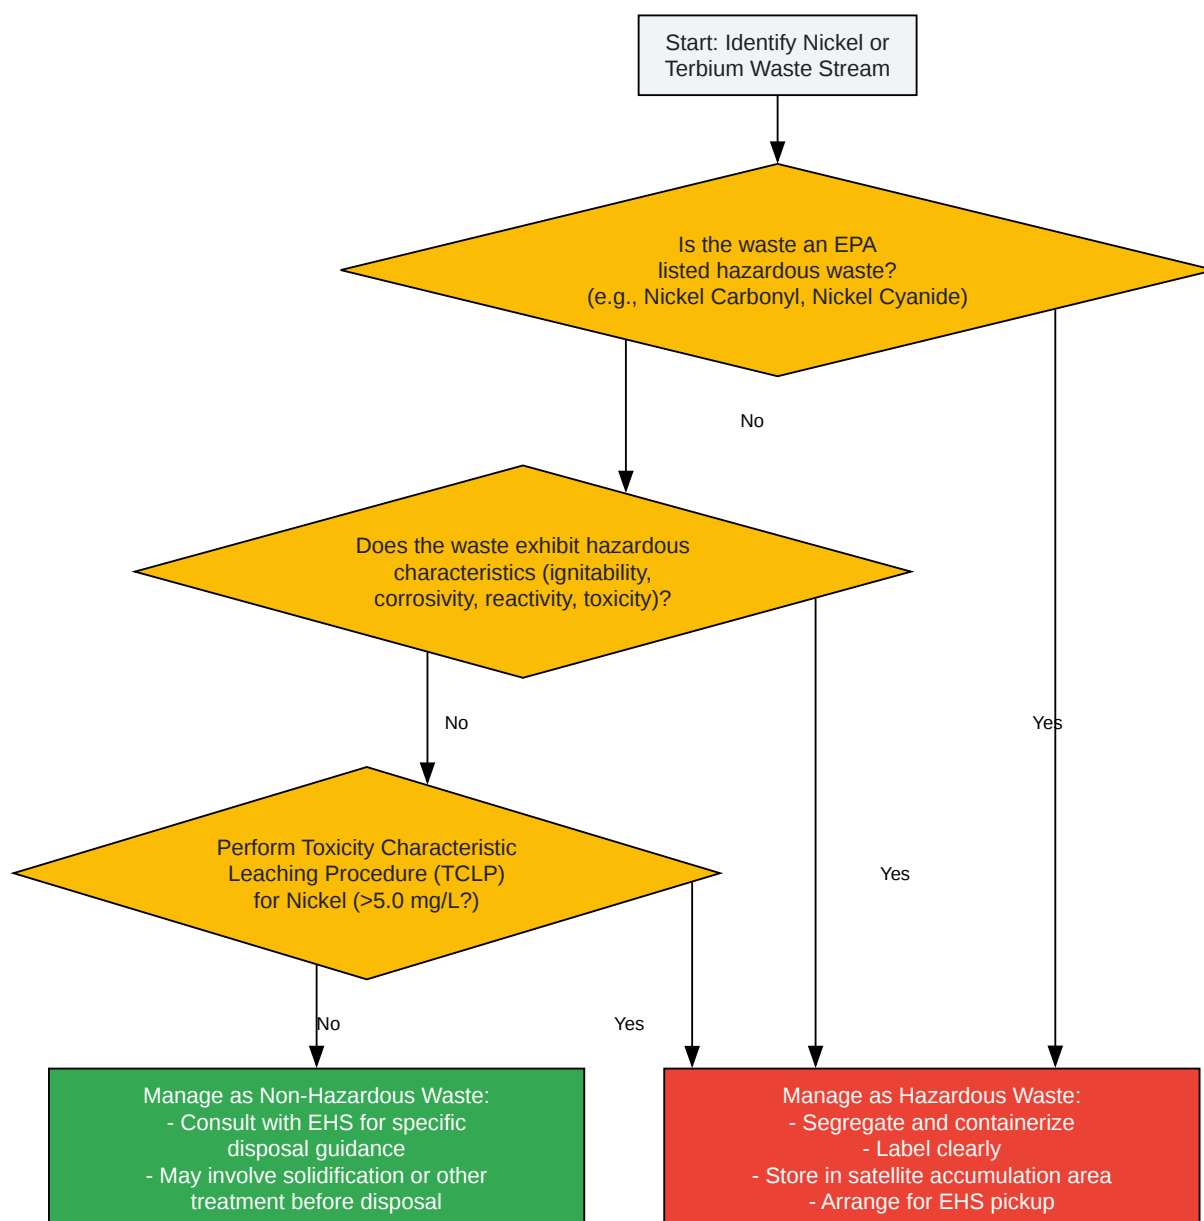 Start: Identify Nickel or
Terbium Waste Stream
Is the waste an EPA
listed hazardous waste?
(e.g., Nickel Carbonyl, Nickel Cyanide)
No
Does the waste exhibit hazardous
characteristics (ignitability,
corrosivity, reactivity, toxicity)?
No
Yes
Perform Toxicity Characteristic
Leaching Procedure (TCLP)
for Nickel (>5.0 mg/L?)
Yes
No
Yes
Manage as Non-Hazardous Waste:
- Consult with EHS for specific
disposal guidance
- May involve solidification or other
treatment before disposal
Manage as Hazardous Waste:
- Segregate and containerize
- Label clearly
- Store in satellite accumulation area
- Arrange for EHS pickup